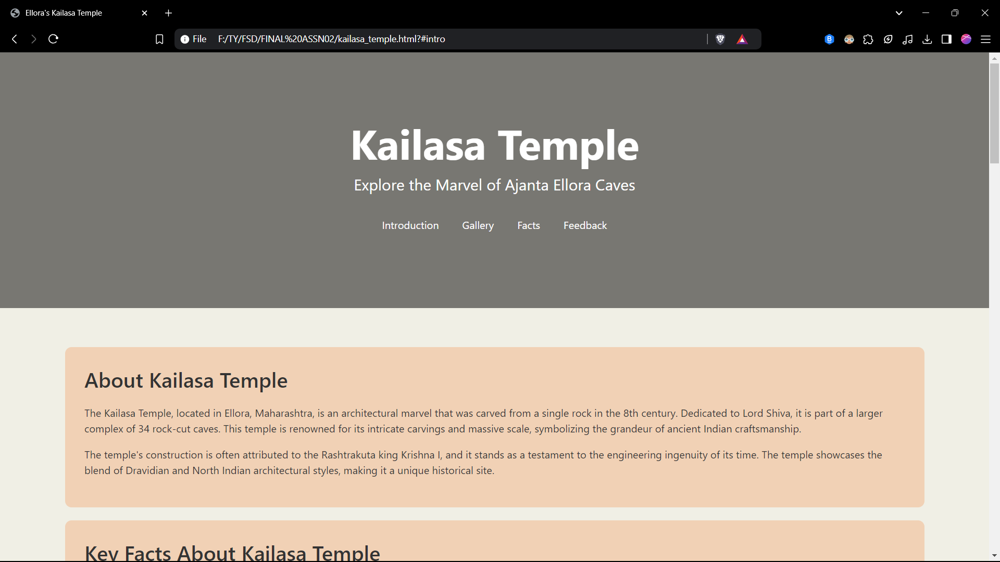 Ellora's Kailasa Temple
File F:/TY/FSD/FINAL%20ASSN02/kailasa_temple.html?#intro
Kailasa Temple
Explore the Marvel of Ajanta Ellora Caves
Introduction Gallery Facts Feedback
About Kailasa Temple
The Kailasa Temple, located in Ellora, Maharashtra, is an architectural marvel that was carved from a single rock in the 8th century. Dedicated to Lord Shiva, it is part of a larger
complex of 34 rock-cut caves. This temple is renowned for its intricate carvings and massive scale, symbolizing the grandeur of ancient Indian craftsmanship.
The temple's construction is often attributed to the Rashtrakuta king Krishna I, and it stands as a testament to the engineering ingenuity of its time. The temple showcases the
blend of Dravidian and North Indian architectural styles, making it a unique historical site.
Key Facts About Kailasa Temple